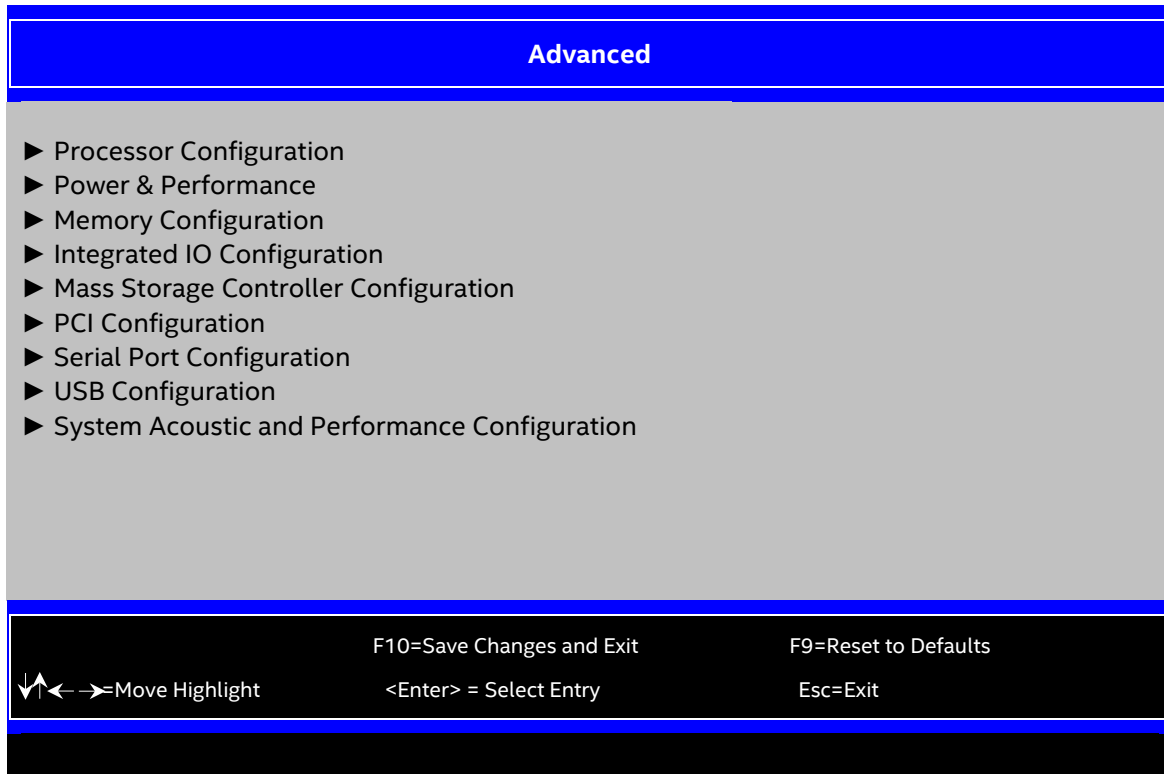 Advanced
► Processor Configuration
► Power & Performance
► Memory Configuration
► Integrated IO Configuration
► Mass Storage Controller Configuration
► PCI Configuration
► Serial Port Configuration
► USB Configuration
► System Acoustic and Performance Configuration
F10=Save Changes and Exit F9=Reset to Defaults
↓↑←→=Move Highlight <Enter> = Select Entry Esc=Exit